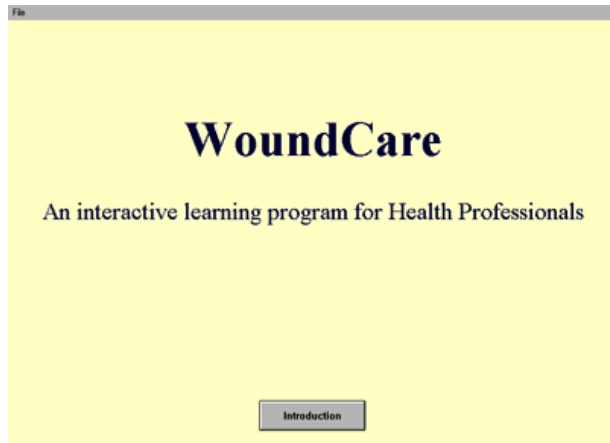 File
WoundCare
An interactive learning program for Health Professionals
Introduction